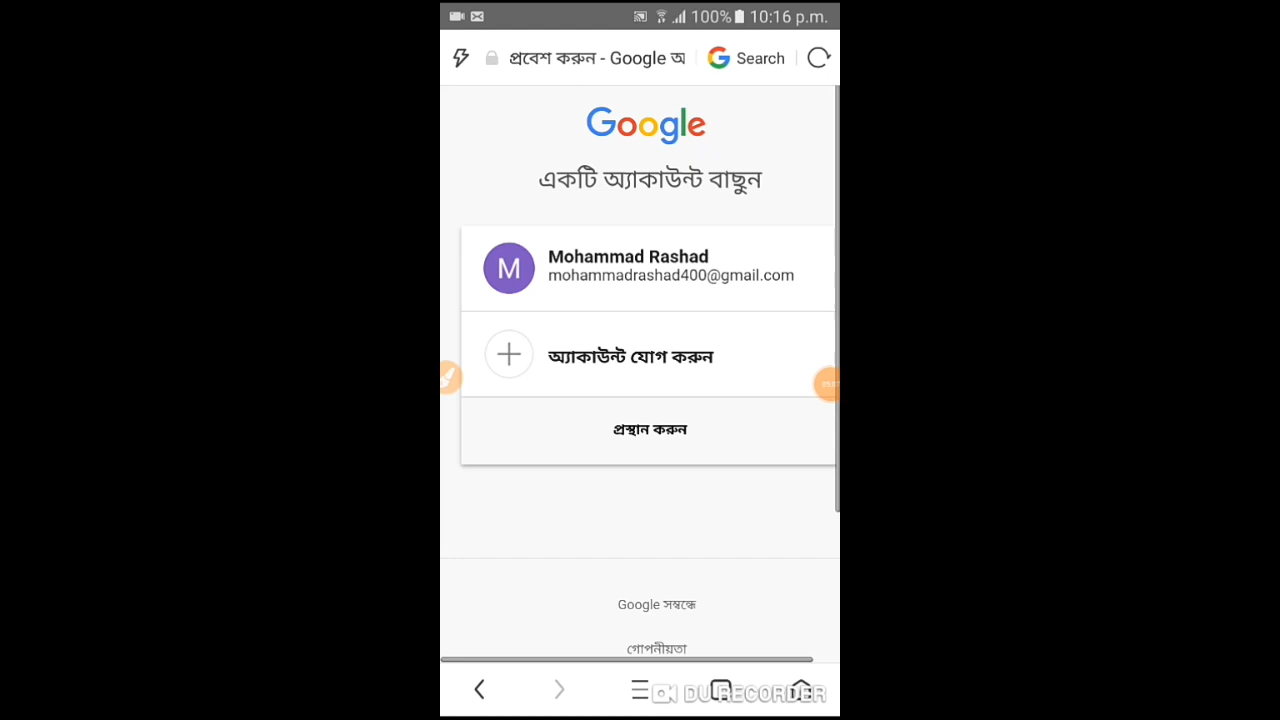 100% 10:16 p.m.
প্রবেশ করুন - Google অ Search
Google
একটি অ্যাকাউন্ট বাছুন
M
Mohammad Rashad
mohammadrashad400@gmail.com
অ্যাকাউন্ট যোগ করুন
প্রস্থান করুন
Google সম্বন্ধে
গোপনীয়তা
DU RECORDER